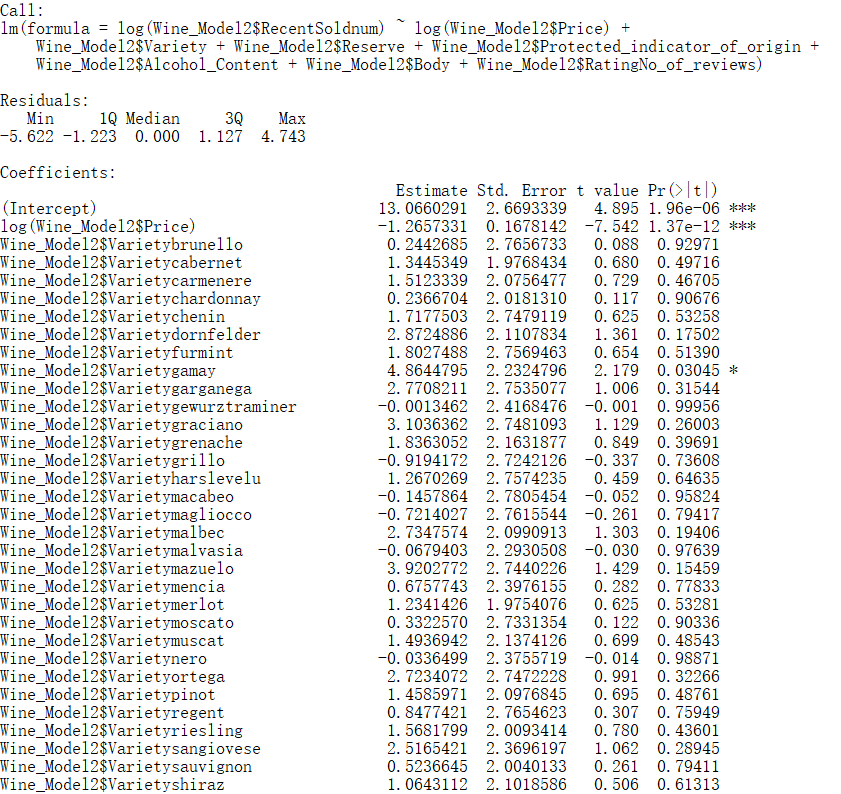 Call:
lm(formula = log(Wine_Model2$RecentSoldnum) ~ log(Wine_Model2$Price) +
    Wine_Model2$Variety + Wine_Model2$Reserve + Wine_Model2$Protected_indicator_of_origin +
    Wine_Model2$Alcohol_Content + Wine_Model2$Body + Wine_Model2$RatingNo_of_reviews)
Residuals:
   Min     1Q Median     3Q    Max
-5.622 -1.223  0.000  1.127  4.743
Coefficients:
Estimate Std. Error t value Pr(>|t|)
(Intercept) 13.0660291 2.6693339 4.895 1.96e-06 ***
log(Wine_Model2$Price) -1.2657331 0.1678142 -7.542 1.37e-12 ***
Wine_Model2$Varietybrunello 0.2442685 2.7656733 0.088 0.92971
Wine_Model2$Varietycabernet 1.3445349 1.9768434 0.680 0.49716
Wine_Model2$Varietycarmenere 1.5123339 2.0756477 0.729 0.46705
Wine_Model2$Varietychardonnay 0.2366704 2.0181310 0.117 0.90676
Wine_Model2$Varietychenin 1.7177503 2.7479119 0.625 0.53258
Wine_Model2$Varietydornfelder 2.8724886 2.1107834 1.361 0.17502
Wine_Model2$Varietyfurmint 1.8027488 2.7569463 0.654 0.51390
Wine_Model2$Varietygamay 4.8644795 2.2324796 2.179 0.03045 *
Wine_Model2$Varietygarganega 2.7708211 2.7535077 1.006 0.31544
Wine_Model2$Varietygewurztraminer -0.0013462 2.4168476 -0.001 0.99956
Wine_Model2$Varietygraciano 3.1036362 2.7481093 1.129 0.26003
Wine_Model2$Varietygrenache 1.8363052 2.1631877 0.849 0.39691
Wine_Model2$Varietygrillo -0.9194172 2.7242126 -0.337 0.73608
Wine_Model2$Varietyharslevelu 1.2670269 2.7574235 0.459 0.64635
Wine_Model2$Varietymacabeo -0.1457864 2.7805454 -0.052 0.95824
Wine_Model2$Varietymagliocco -0.7214027 2.7615544 -0.261 0.79417
Wine_Model2$Varietymalbec 2.7347574 2.0990913 1.303 0.19406
Wine_Model2$Varietymalvasia -0.0679403 2.2930508 -0.030 0.97639
Wine_Model2$Varietymazuelo 3.9202772 2.7440226 1.429 0.15459
Wine_Model2$Varietymencia 0.6757743 2.3976155 0.282 0.77833
Wine_Model2$Varietymerlot 1.2341426 1.9754076 0.625 0.53281
Wine_Model2$Varietymoscato 0.3322570 2.7331354 0.122 0.90336
Wine_Model2$Varietymuscat 1.4936942 2.1374126 0.699 0.48543
Wine_Model2$Varietynero -0.0336499 2.3755719 -0.014 0.98871
Wine_Model2$Varietyortega 2.7234072 2.7472228 0.991 0.32266
Wine_Model2$Varietypinot 1.4585971 2.0976845 0.695 0.48761
Wine_Model2$Varietyregent 0.8477421 2.7654623 0.307 0.75949
Wine_Model2$Varietyriesling 1.5681799 2.0093414 0.780 0.43601
Wine_Model2$Varietysangiovese 2.5165421 2.3696197 1.062 0.28945
Wine_Model2$Varietysauvignon 0.5236645 2.0040133 0.261 0.79411
Wine_Model2$Varietyshiraz 1.0643112 2.1018586 0.506 0.61313